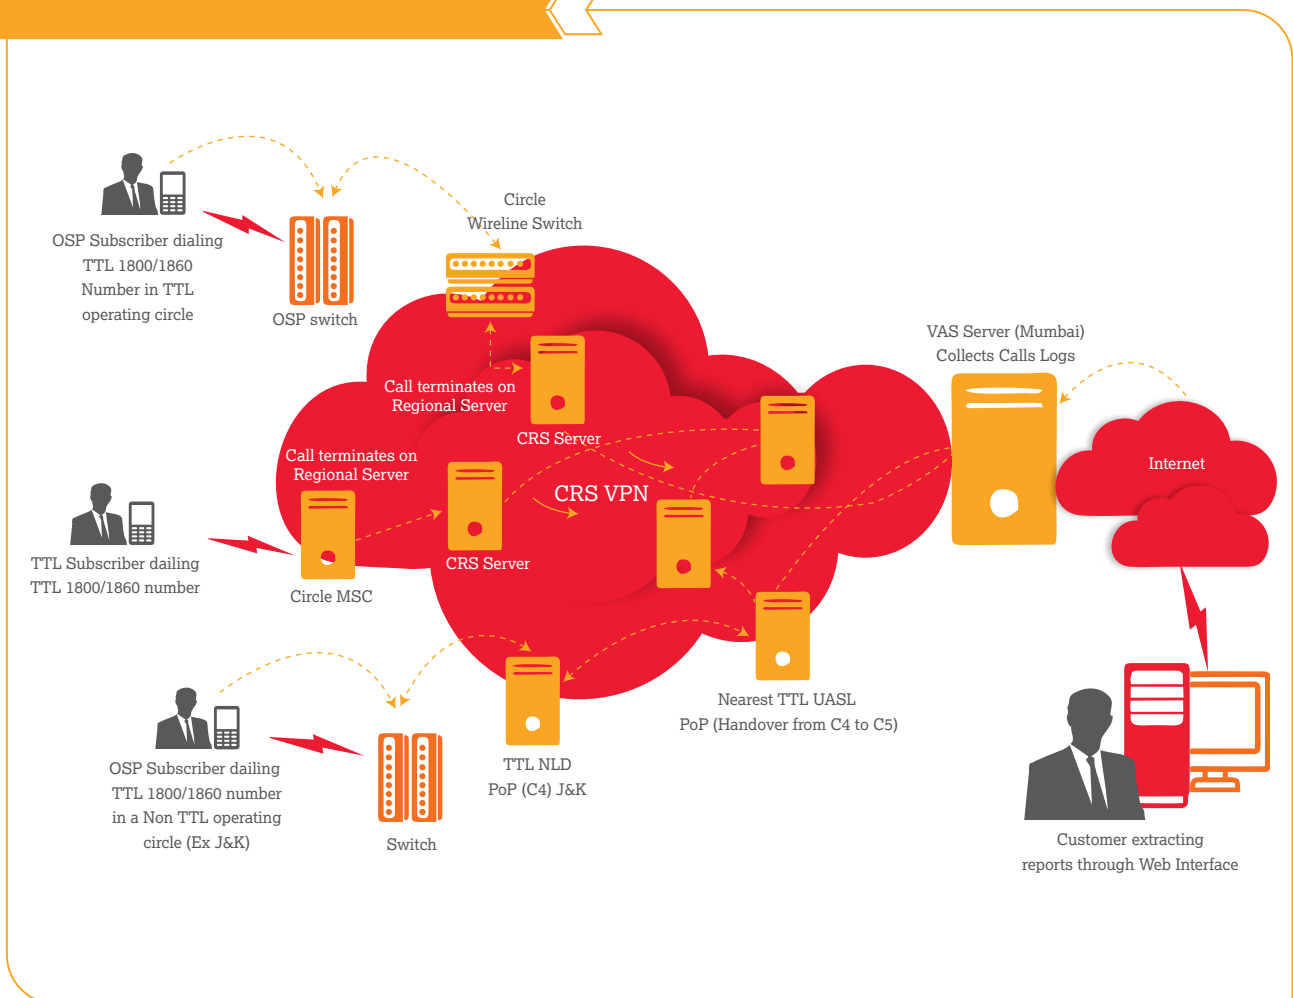 OSP Subscriber dialing
TTL 1800/1860
Number in TTL
operating circle
OSP switch
Circle
Wireline Switch
Call terminates on
Regional Server
CRS Server
Call terminates on
Regional Server
CRS Server
CRS VPN
VAS Server (Mumbai)
Collects Calls Logs
Internet
TTL Subscriber dailing
TTL 1800/1860 number
Circle MSC
OSP Subscriber dailing
TTL 1800/1860 number
in a Non TTL operating
circle (Ex J&K)
Switch
TTL NLD
PoP (C4) J&K
Nearest TTL UASL
PoP (Handover from C4 to C5)
Customer extracting
reports through Web Interface